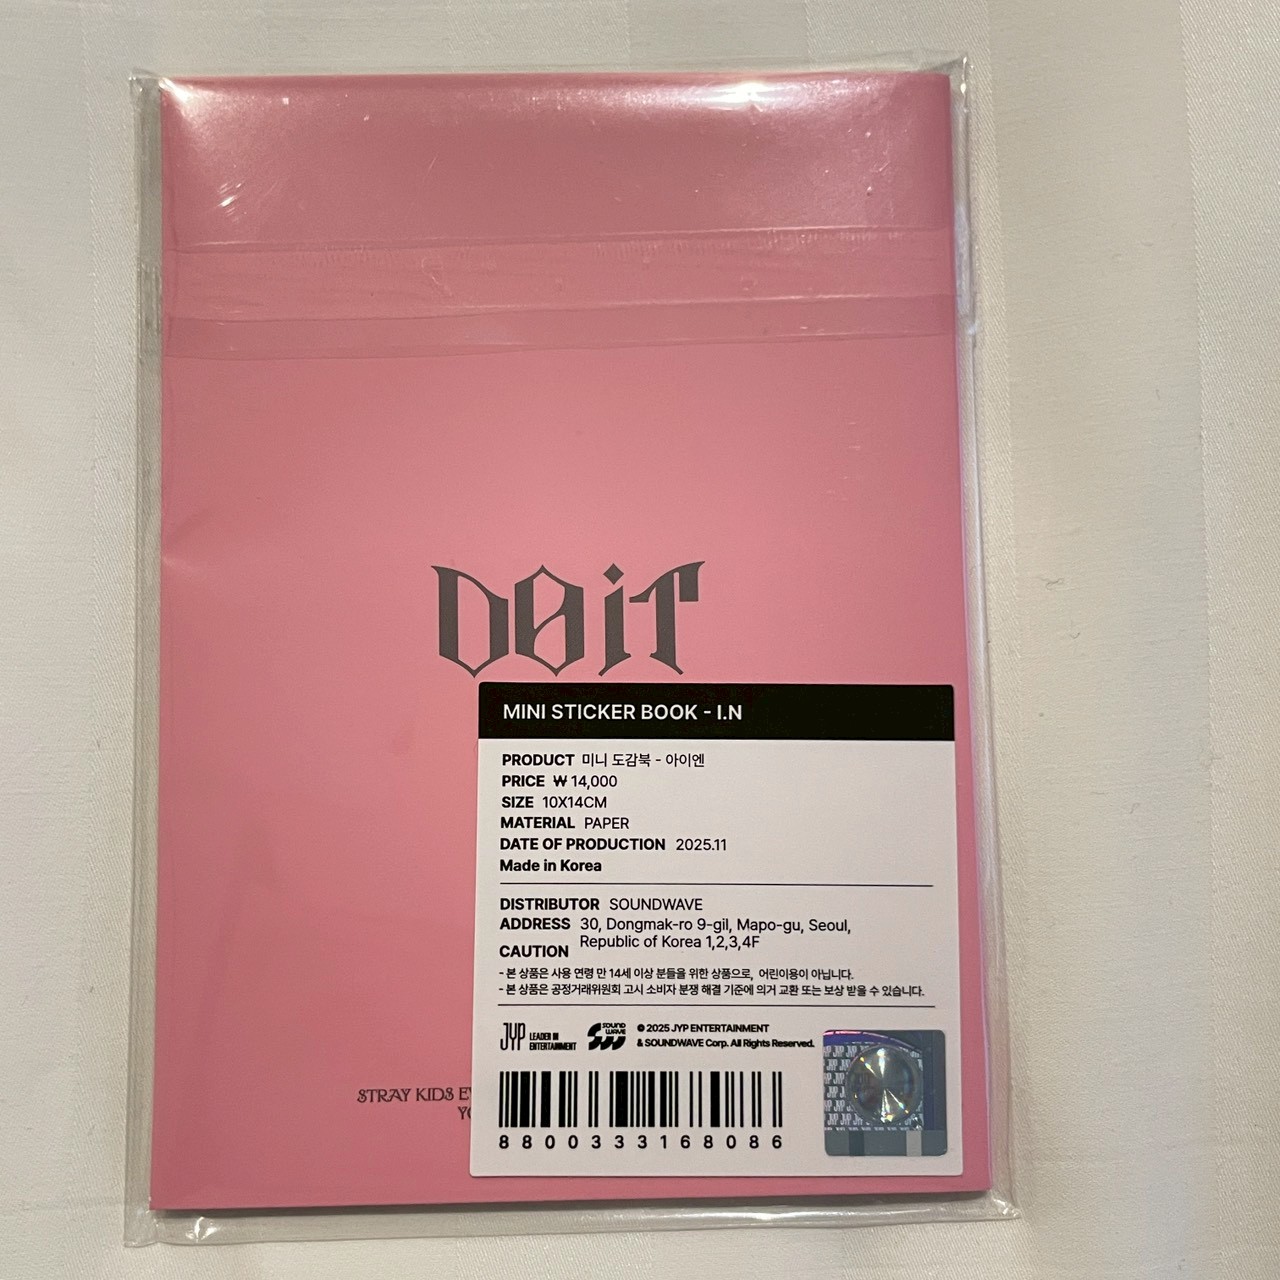 DO iT
MINI STICKER BOOK - I.N
PRODUCT 미니 도감북 - 아이엔
PRICE ₩ 14,000
SIZE 10X14CM
MATERIAL PAPER
DATE OF PRODUCTION 2025.11
Made in Korea
DISTRIBUTOR SOUNDWAVE
ADDRESS 30, Dongmak-ro 9-gil, Mapo-gu, Seoul,
Republic of Korea 1,2,3,4F
CAUTION
- 본 상품은 사용 연령 만 14세 이상 분들을 위한 상품으로, 어린이용이 아닙니다.
- 본 상품은 공정거래위원회 고시 소비자 분쟁 해결 기준에 의거 교환 또는 보상 받을 수 있습니다.
JYP LEADER IN
ENTERTAINMENT
SOUND
WAVE
© 2025 JYP ENTERTAINMENT
& SOUNDWAVE Corp. All Rights Reserved.
STRAY KIDS
8800333168086